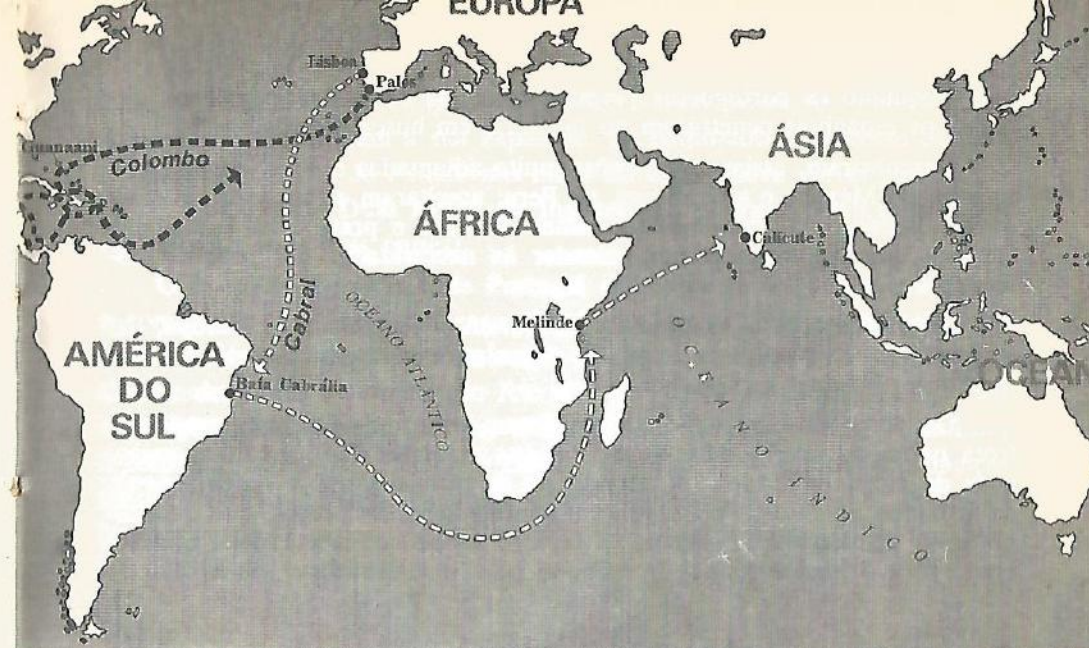 EUROPA
Lisboa
Palos
Guanaani
Colombo
ÁSIA
ÁFRICA
Calicute
Cabral
OCEANO ATLÂNTICO
Melinde
OCEANO ÍNDICO
AMÉRICA
DO
SUL
Baía Cabrália
OCEAN